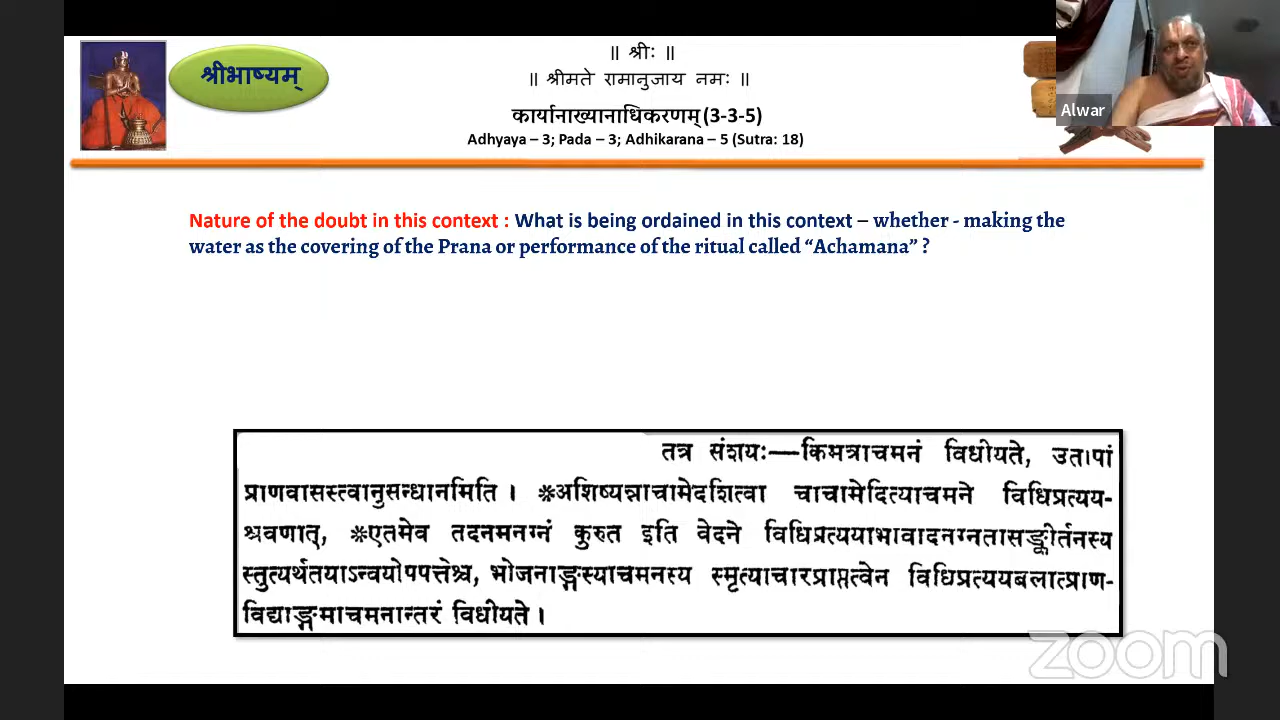 श्रीभाष्यम्
॥ श्रीः ॥
॥ श्रीमते रामानुजाय नमः ॥
कार्यानाख्यानाधिकरणम् (3-3-5)
Adhyaya – 3; Pada – 3; Adhikarana – 5 (Sutra: 18)
Alwar
Nature of the doubt in this context : What is being ordained in this context – whether - making the
water as the covering of the Prana or performance of the ritual called “Achamana” ?
तत्र संशयः—किमत्राचमनं विधीयते, उतापां
प्राणवासस्त्वानुसन्धानमिति । ❋अशिष्यन्नाचामेदशित्वा चाचामेदित्याचमने विधिप्रत्यय-
श्रवणात्, ❋एतमेव तदनमनग्नं कुरुत इति वेदने विधिप्रत्ययाभावादनग्नतासङ्कीर्तनस्य
स्तुत्यर्थतयाऽन्वयोपपत्तेश्च, भोजनाङ्गस्याचमनस्य स्मृत्याचारप्राप्तत्वेन विधिप्रत्ययबलात्प्राण-
विद्याङ्गमाचमनान्तरं विधीयते ।
zoom